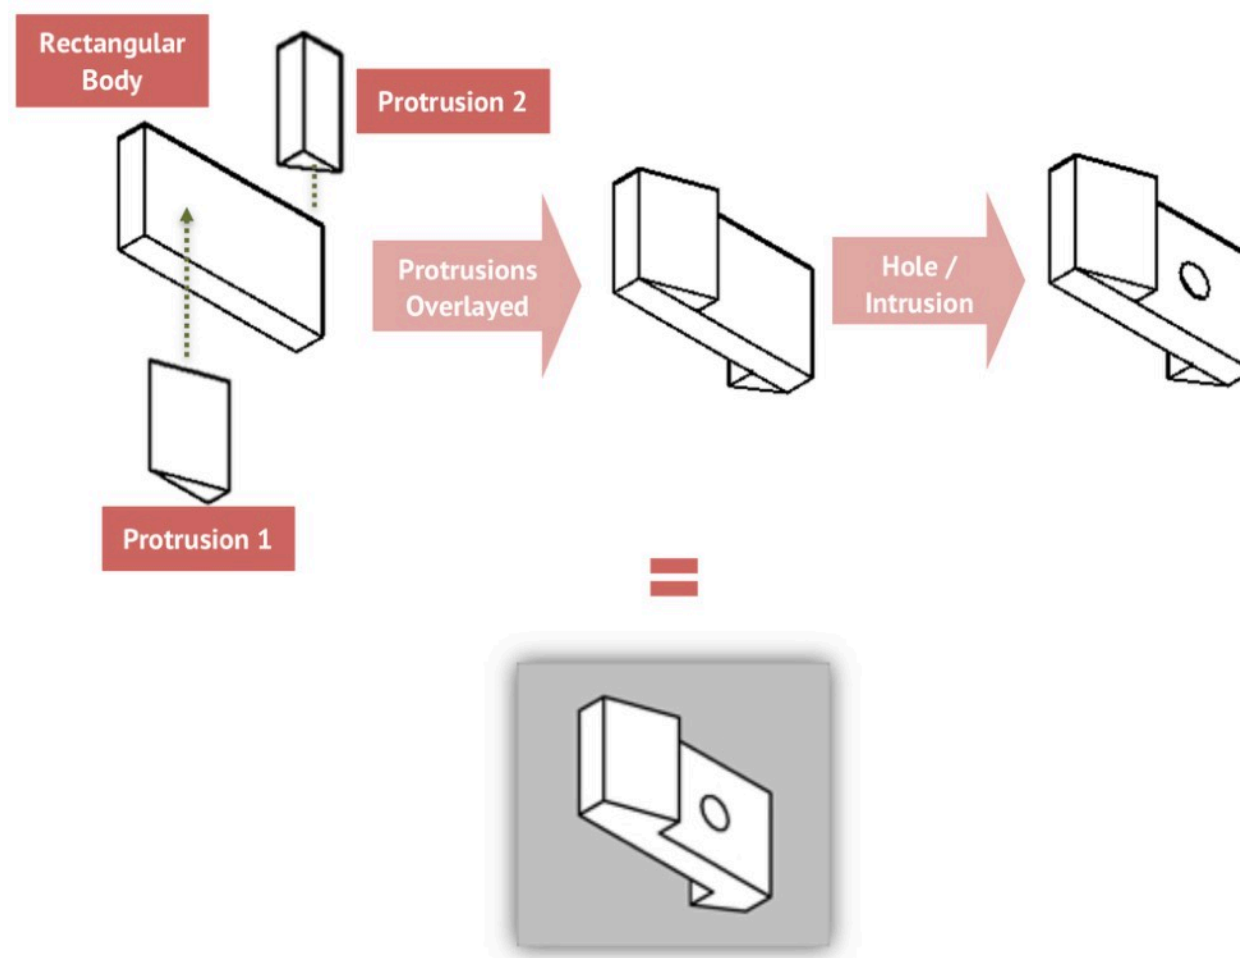 Rectangular
Body
Protrusion 2
Protrusions
Overlayed
Hole /
Intrusion
Protrusion 1
=